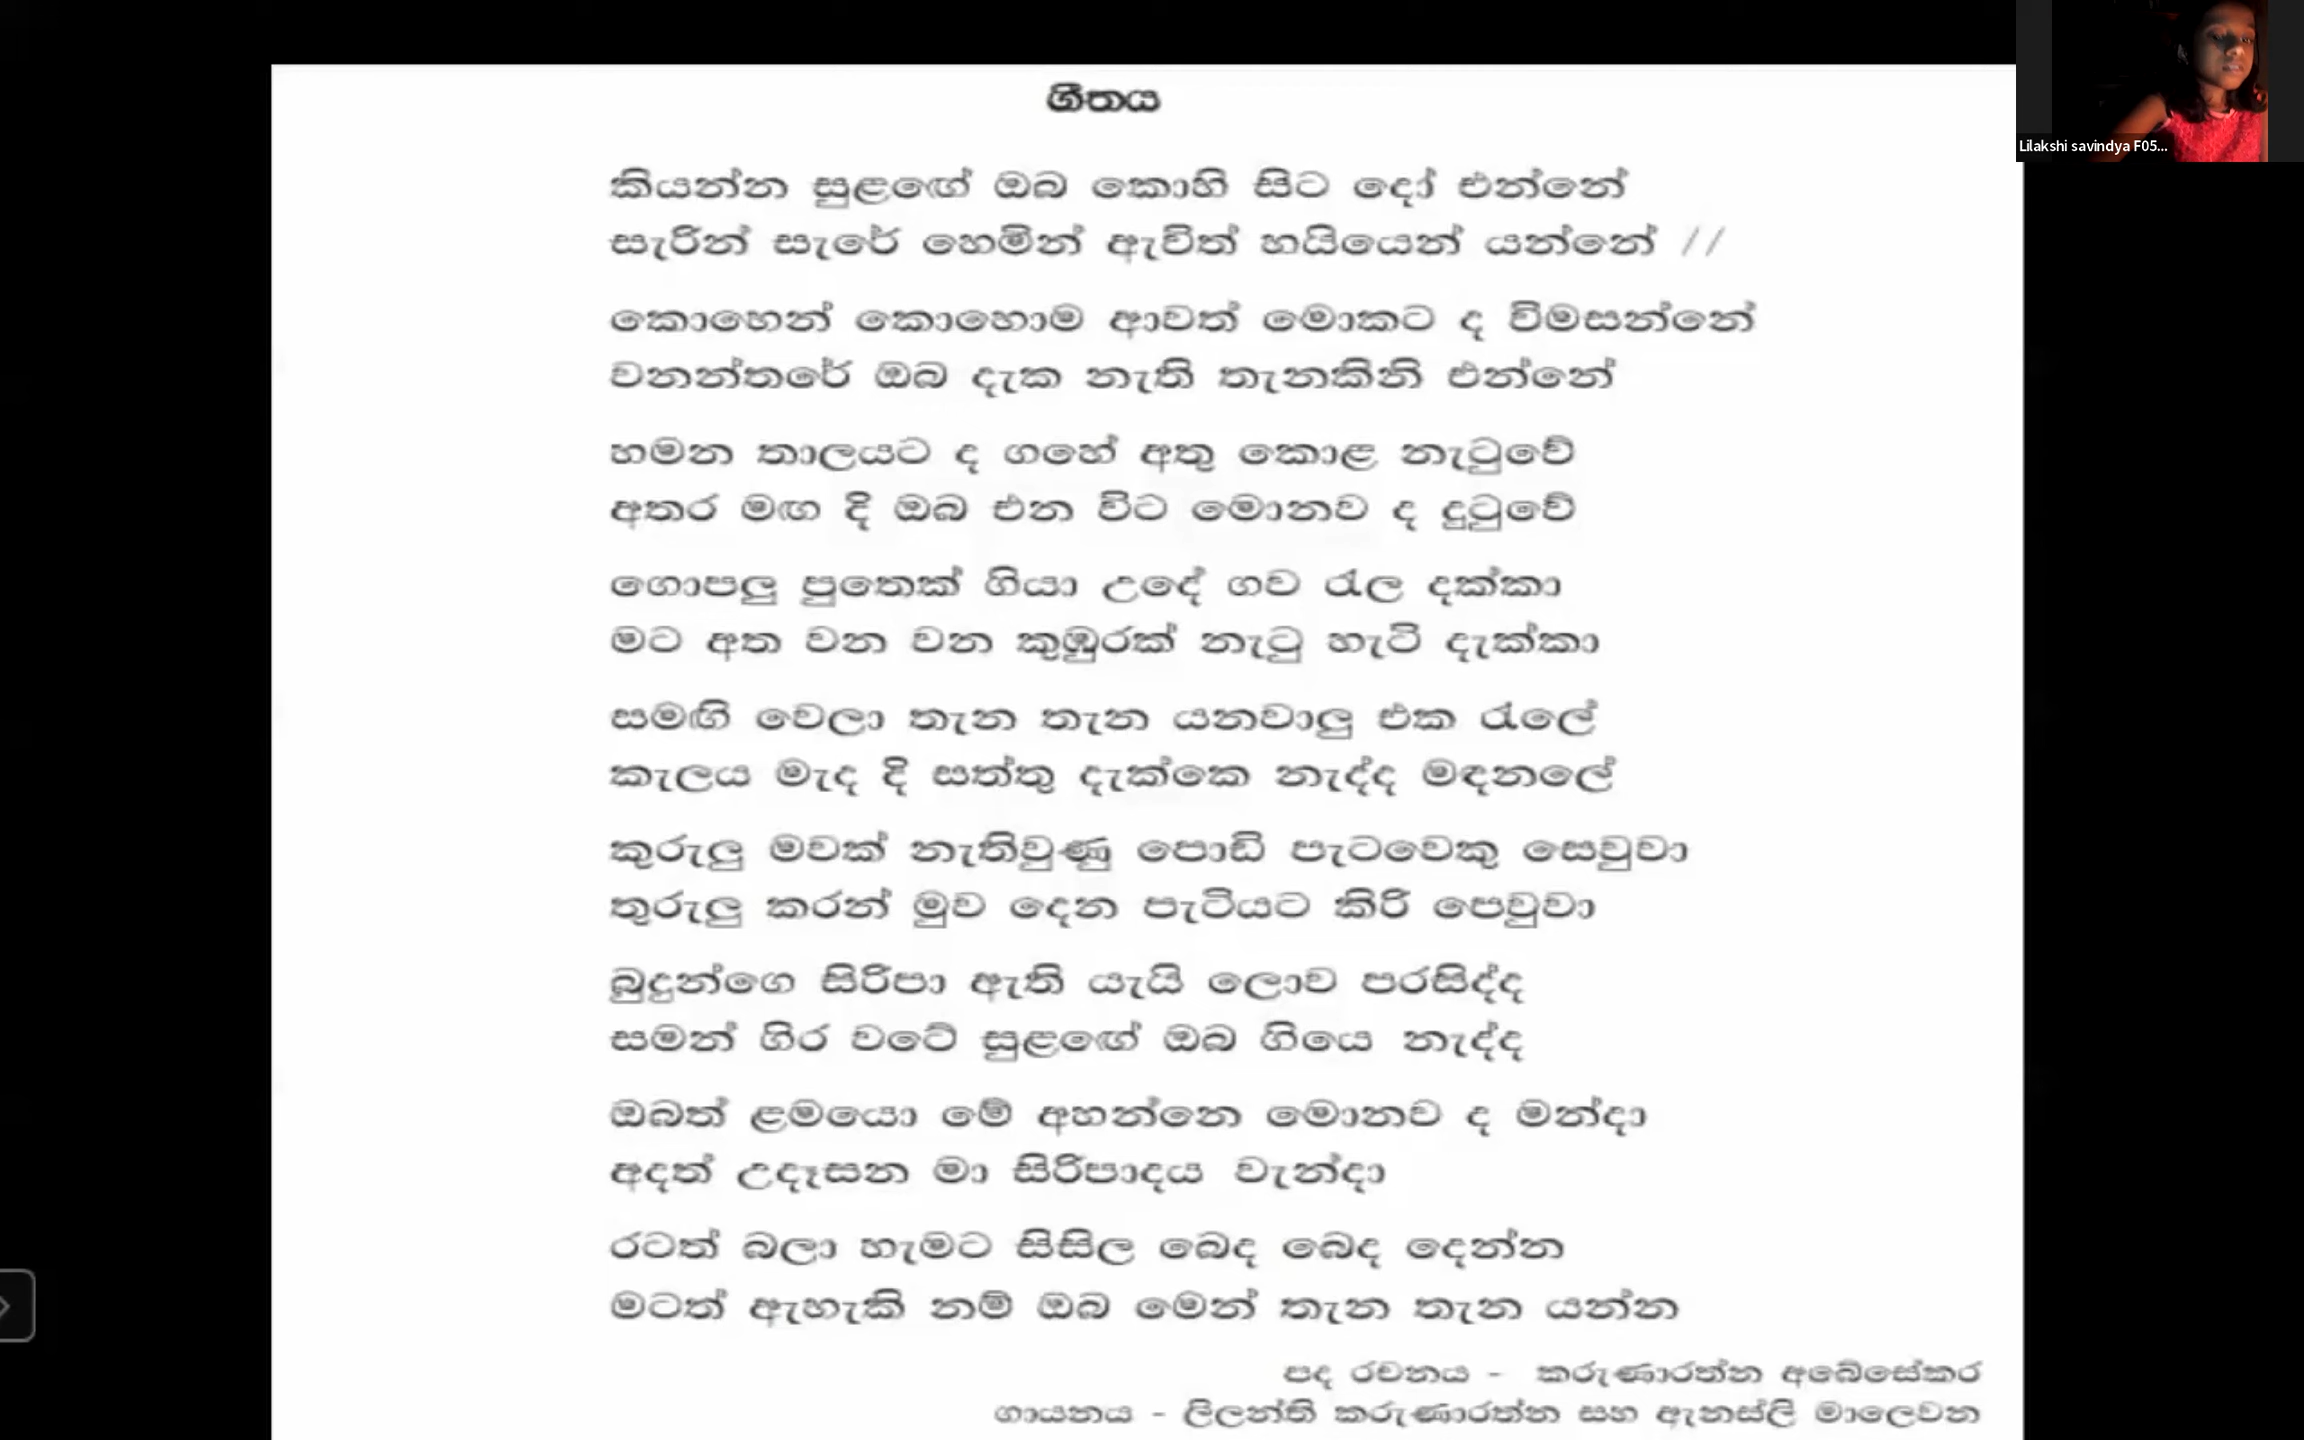 ගීතය
කියන්න සුළඟේ ඔබ කොහි සිට දෝ එන්නේ
සැරින් සැරේ හෙමින් ඇවිත් හයියෙන් යන්නේ //
කොහෙන් කොහොම ආවත් මොකට ද විමසන්නේ
වනන්තරේ ඔබ දැක නැති තැනකිනි එන්නේ
හමන තාලයට ද ගහේ අතු කොළ නැටුවේ
අතර මඟ දි ඔබ එන විට මොනව ද දුටුවේ
ගොපලු පුතෙක් ගියා උදේ ගව රැල දක්කා
මට අත වන වන කුඹුරක් නැටු හැටි දැක්කා
සමඟි වෙලා තැන තැන යනවාලු එක රැලේ
කැලය මැද දි සත්තු දැක්කෙ නැද්ද මඳනලේ
කුරුලු මවක් නැතිවුණු පොඩි පැටවෙකු සෙවුවා
තුරුලු කරන් මුව දෙන පැටියට කිරි පෙවුවා
බුදුන්ගෙ සිරිපා ඇති යැයි ලොව පරසිද්ද
සමන් ගිර වටේ සුළඟේ ඔබ ගියෙ නැද්ද
ඔබත් ළමයො මේ අහන්නෙ මොනව ද මන්දා
අදත් උදෑසන මා සිරිපාදය වැන්දා
රටත් බලා හැමට සිසිල බෙද බෙද දෙන්න
මටත් ඇහැකි නම් ඔබ මෙන් තැන තැන යන්න
පද රචනය - කරුණාරත්න අබේසේකර
ගායනය - ලිලන්ති කරුණාරත්න සහ ඇනස්ලි මාලෙවන
Lilakshi savindya F05...